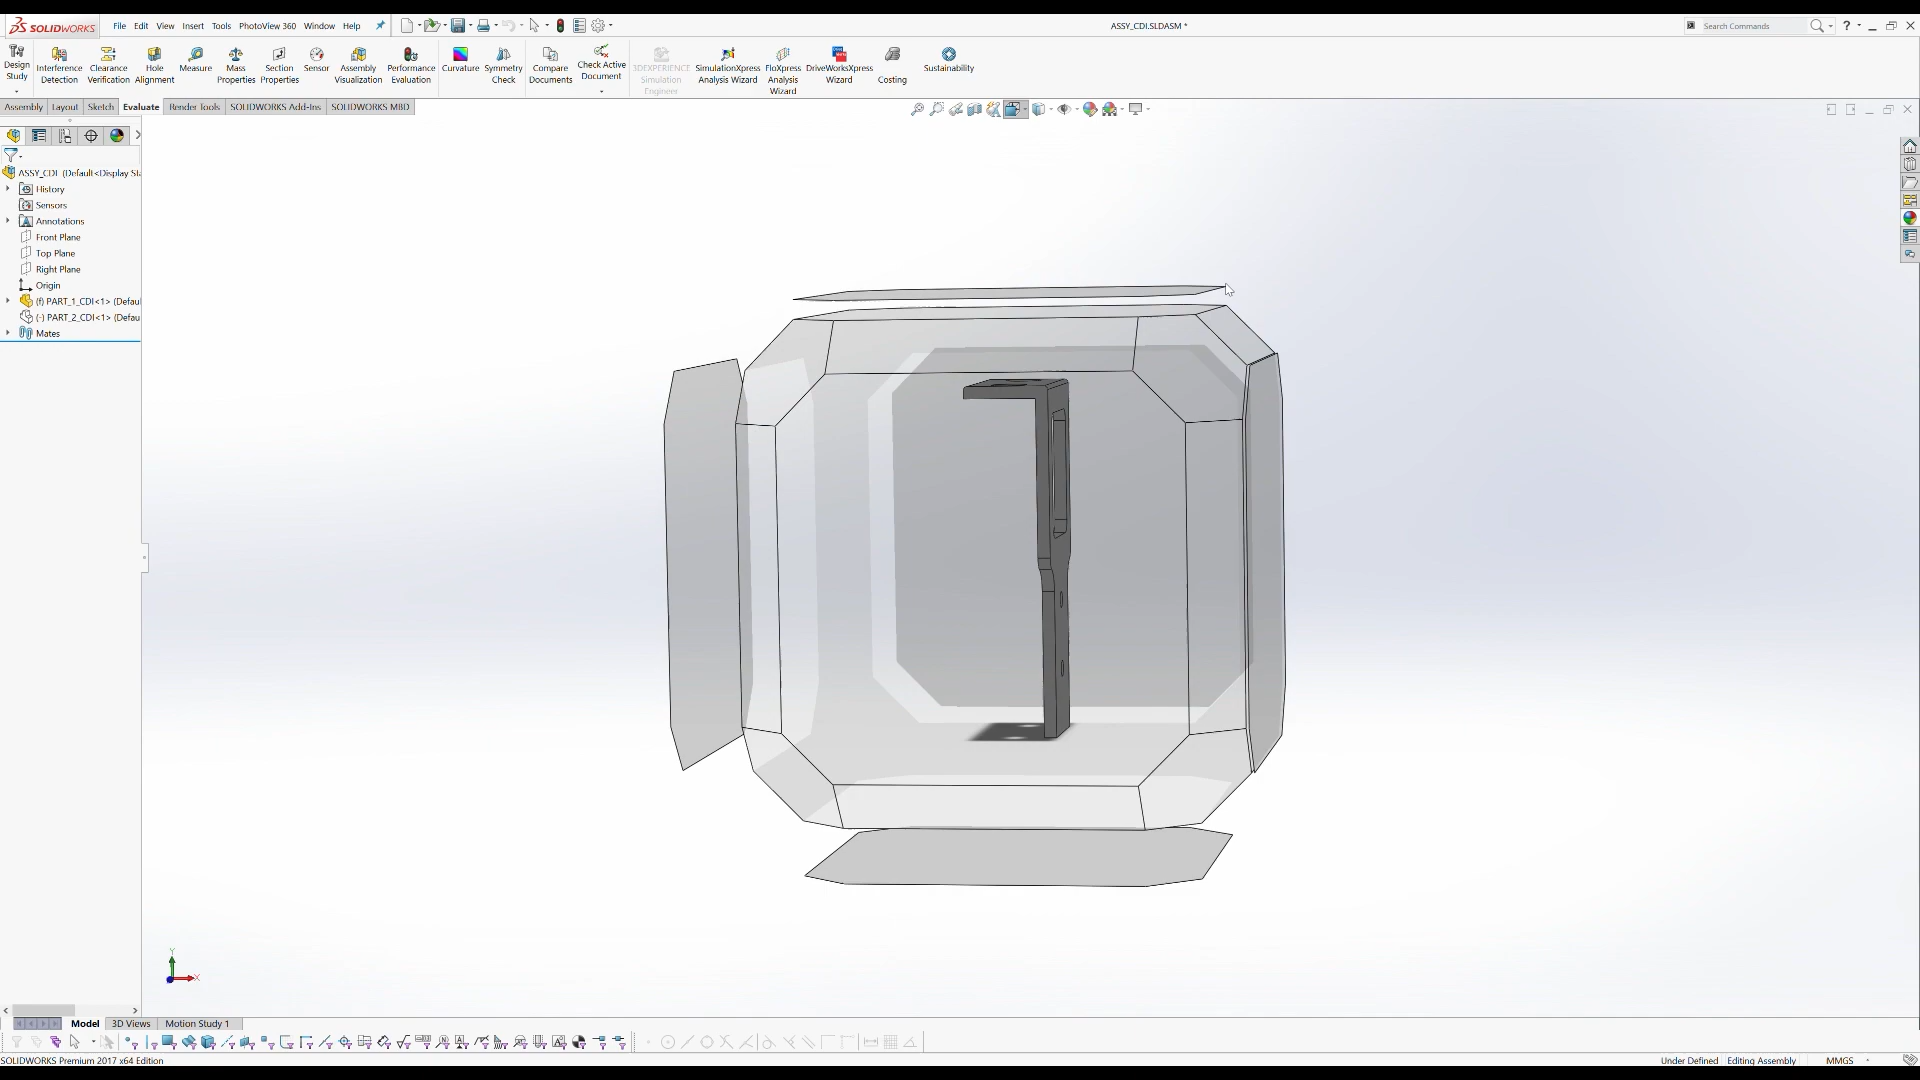 SOLIDWORKS File Edit View Insert Tools PhotoView 360 Window Help ASSY_CDI.SLDASM * Search Commands ?
Design Study
Interference Detection
Clearance Verification
Hole Alignment
Measure
Mass Properties
Section Properties
Sensor
Assembly Visualization
Performance Evaluation
Curvature
Symmetry Check
Compare Documents
Check Active Document
3DEXPERIENCE Simulation Engineer
SimulationXpress Analysis Wizard
FloXpress Analysis Wizard
DriveWorksXpress Wizard
Costing
Sustainability
Assembly Layout Sketch Evaluate Render Tools SOLIDWORKS Add-Ins SOLIDWORKS MBD
ASSY_CDI (Default<Display Sta
History
Sensors
Annotations
Front Plane
Top Plane
Right Plane
Origin
(f) PART_1_CDI<1> (Defau
(-) PART_2_CDI<1> (Defau
Mates
Y
X
Model 3D Views Motion Study 1
SOLIDWORKS Premium 2017 x64 Edition Under Defined Editing Assembly MMGS